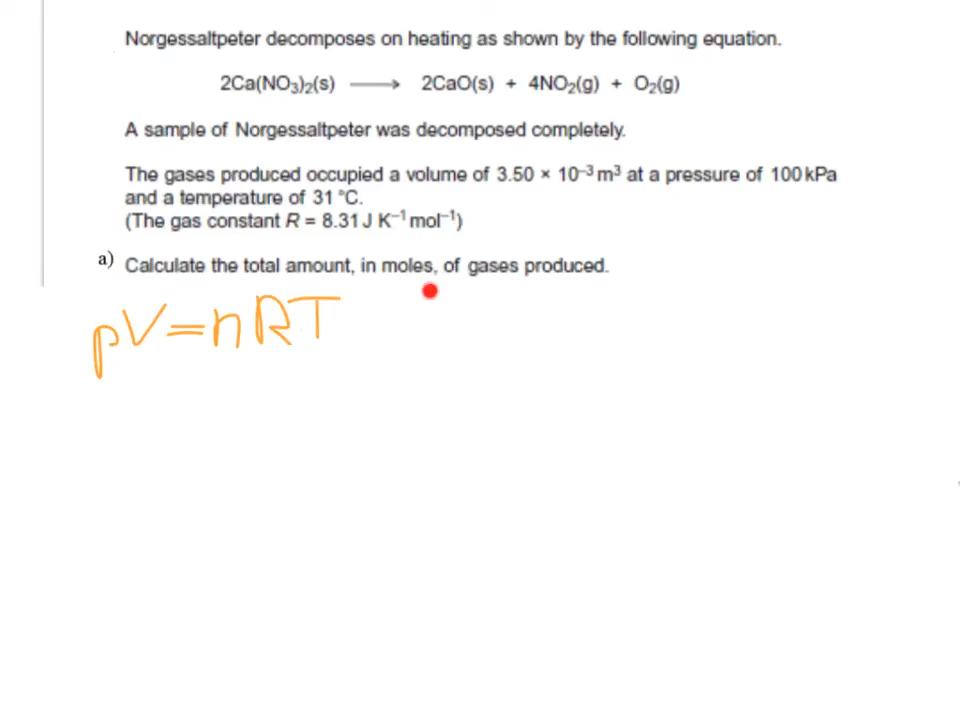 Norgessaltpeter decomposes on heating as shown by the following equation.
2Ca(NO₃)₂(s) ⟶ 2CaO(s) + 4NO₂(g) + O₂(g)
A sample of Norgessaltpeter was decomposed completely.
The gases produced occupied a volume of 3.50 × 10⁻³ m³ at a pressure of 100 kPa
and a temperature of 31 °C.
(The gas constant R = 8.31 J K⁻¹ mol⁻¹)
a) Calculate the total amount, in moles, of gases produced.
pV=nRT